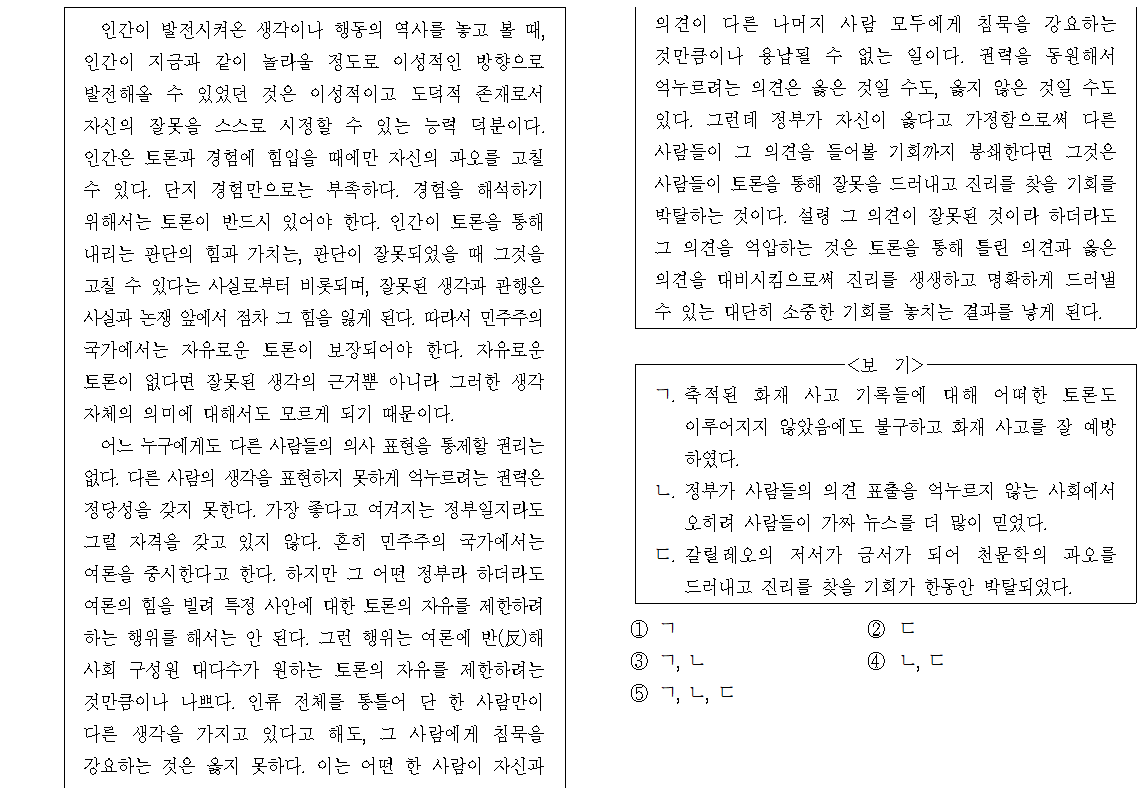 인간이 발전시켜온 생각이나 행동의 역사를 놓고 볼 때,
인간이 지금과 같이 놀라울 정도로 이성적인 방향으로
발전해올 수 있었던 것은 이성적이고 도덕적 존재로서
자신의 잘못을 스스로 시정할 수 있는 능력 덕분이다.
인간은 토론과 경험에 힘입을 때에만 자신의 과오를 고칠
수 있다. 단지 경험만으로는 부족하다. 경험을 해석하기
위해서는 토론이 반드시 있어야 한다. 인간이 토론을 통해
내리는 판단의 힘과 가치는, 판단이 잘못되었을 때 그것을
고칠 수 있다는 사실로부터 비롯되며, 잘못된 생각과 관행은
사실과 논쟁 앞에서 점차 그 힘을 잃게 된다. 따라서 민주주의
국가에서는 자유로운 토론이 보장되어야 한다. 자유로운
토론이 없다면 잘못된 생각의 근거뿐 아니라 그러한 생각
자체의 의미에 대해서도 모르게 되기 때문이다.
어느 누구에게도 다른 사람들의 의사 표현을 통제할 권리는
없다. 다른 사람의 생각을 표현하지 못하게 억누르려는 권력은
정당성을 갖지 못한다. 가장 좋다고 여겨지는 정부일지라도
그럴 자격을 갖고 있지 않다. 흔히 민주주의 국가에서는
여론을 중시한다고 한다. 하지만 그 어떤 정부라 하더라도
여론의 힘을 빌려 특정 사안에 대한 토론의 자유를 제한하려
하는 행위를 해서는 안 된다. 그런 행위는 여론에 반(反)해
사회 구성원 대다수가 원하는 토론의 자유를 제한하려는
것만큼이나 나쁘다. 인류 전체를 통틀어 단 한 사람만이
다른 생각을 가지고 있다고 해도, 그 사람에게 침묵을
강요하는 것은 옳지 못하다. 이는 어떤 한 사람이 자신과
의견이 다른 나머지 사람 모두에게 침묵을 강요하는
것만큼이나 용납될 수 없는 일이다. 권력을 동원해서
억누르려는 의견은 옳은 것일 수도, 옳지 않은 것일 수도
있다. 그런데 정부가 자신이 옳다고 가정함으로써 다른
사람들이 그 의견을 들어볼 기회까지 봉쇄한다면 그것은
사람들이 토론을 통해 잘못을 드러내고 진리를 찾을 기회를
박탈하는 것이다. 설령 그 의견이 잘못된 것이라 하더라도
그 의견을 억압하는 것은 토론을 통해 틀린 의견과 옳은
의견을 대비시킴으로써 진리를 생생하고 명확하게 드러낼
수 있는 대단히 소중한 기회를 놓치는 결과를 낳게 된다.
<보 기>
ㄱ. 축적된 화재 사고 기록들에 대해 어떠한 토론도
이루어지지 않았음에도 불구하고 화재 사고를 잘 예방
하였다.
ㄴ. 정부가 사람들의 의견 표출을 억누르지 않는 사회에서
오히려 사람들이 가짜 뉴스를 더 많이 믿었다.
ㄷ. 갈릴레오의 저서가 금서가 되어 천문학의 과오를
드러내고 진리를 찾을 기회가 한동안 박탈되었다.
① ㄱ ② ㄷ
③ ㄱ, ㄴ ④ ㄴ, ㄷ
⑤ ㄱ, ㄴ, ㄷ